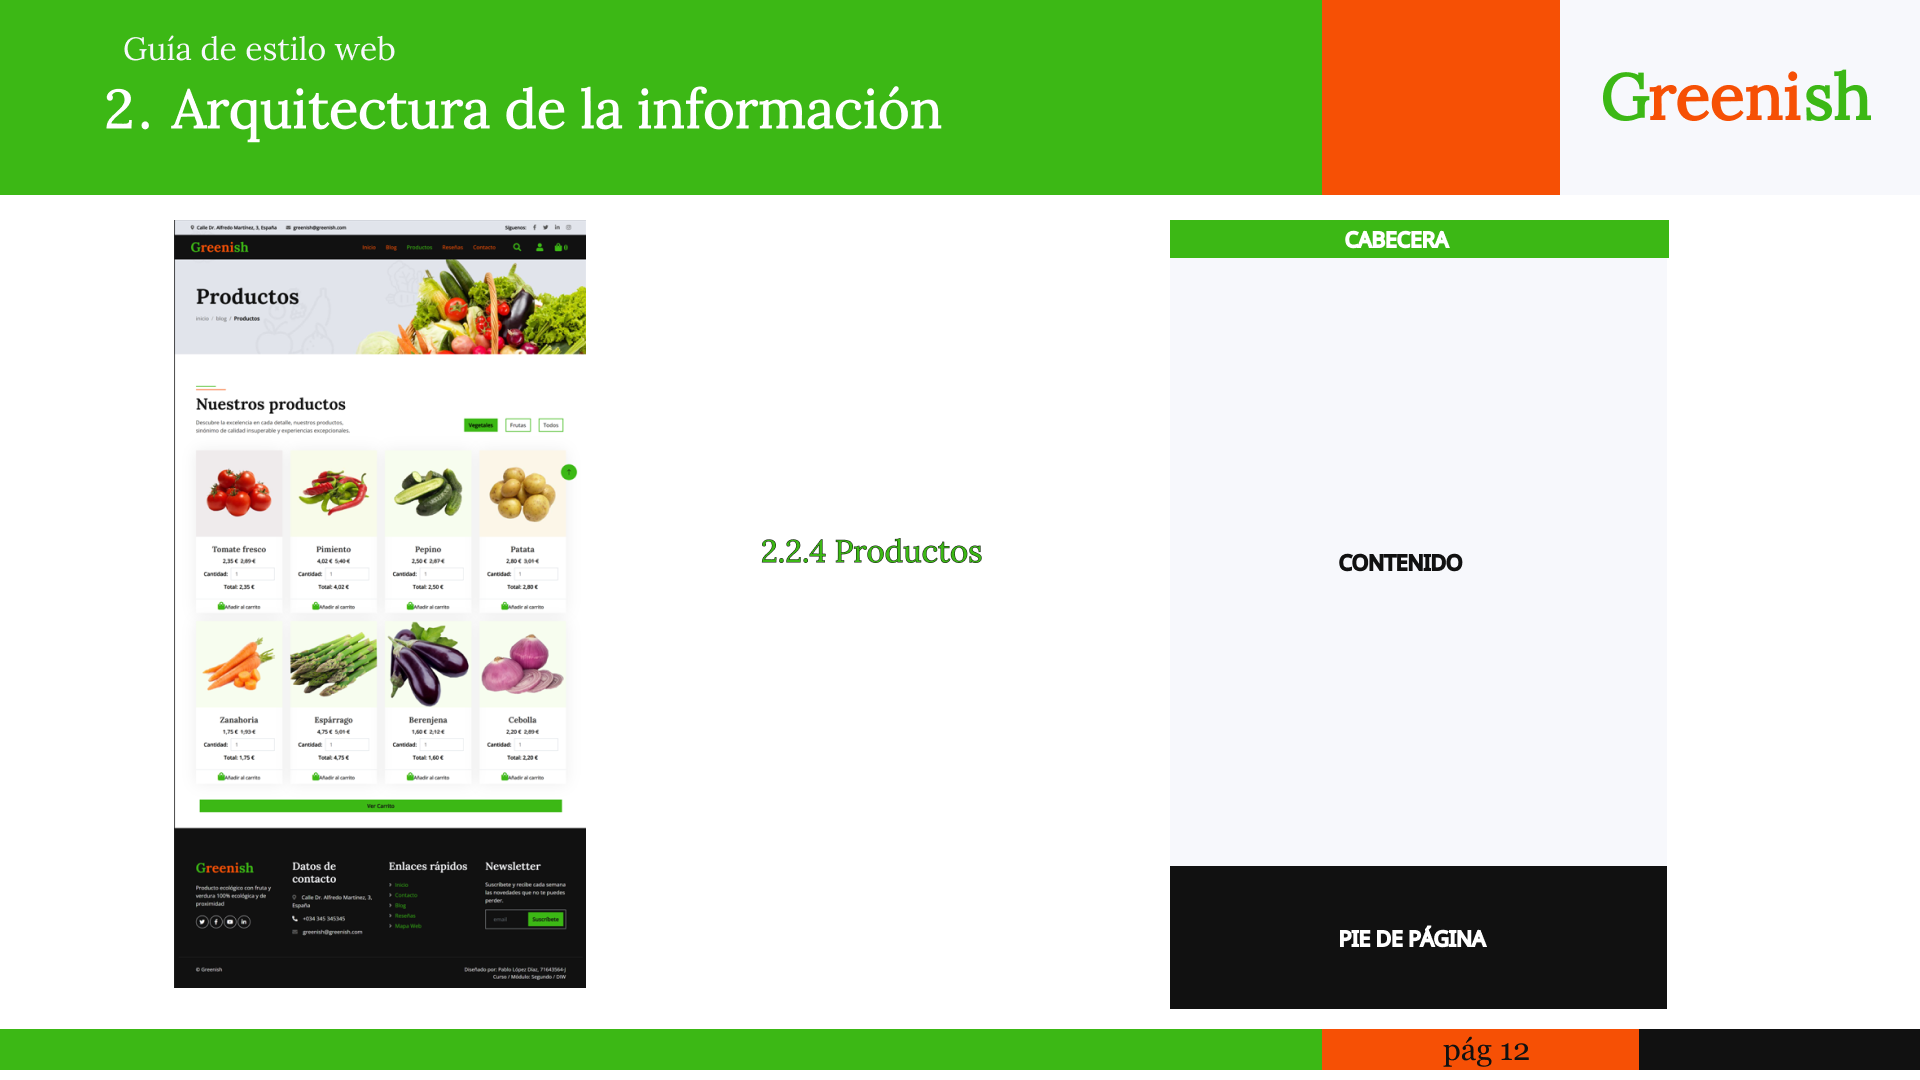 Guía de estilo web
2. Arquitectura de la información
Greenish
Calle Dr. Alfredo Martínez, 3, España greenish@greenish.com Síguenos:
Greenish Inicio Blog Productos Reseñas Contacto 0
Productos
Inicio / Blog / Productos
Nuestros productos
Descubre la excelencia en cada detalle, nuestros productos,
sinónimo de calidad insuperable y experiencias excepcionales.
Vegetales Frutas Todos
Tomate fresco Pimiento Pepino Patata
2,35 € 2,89 € 4,02 € 5,40 € 2,50 € 2,87 € 2,80 € 3,01 €
Cantidad: 1 Cantidad: 1 Cantidad: 1 Cantidad: 1
Total: 2,35 € Total: 4,02 € Total: 2,50 € Total: 2,80 €
Añadir al carrito Añadir al carrito Añadir al carrito Añadir al carrito
Zanahoria Espárrago Berenjena Cebolla
1,75 € 1,93 € 4,75 € 5,01 € 1,60 € 2,12 € 2,20 € 2,89 €
Cantidad: 1 Cantidad: 1 Cantidad: 1 Cantidad: 1
Total: 1,75 € Total: 4,75 € Total: 1,60 € Total: 2,20 €
Añadir al carrito Añadir al carrito Añadir al carrito Añadir al carrito
Ver Carrito
Greenish
Producto ecológico con fruta y
verdura 100% ecológica y de
proximidad
Datos de
contacto
Calle Dr. Alfredo Martínez, 3,
España
+034 345 345345
greenish@greenish.com
Enlaces rápidos
Inicio
Contacto
Blog
Reseñas
Mapa Web
Newsletter
Suscríbete y recibe cada semana
las novedades que no te puedes
perder.
email Suscríbete
© Greenish
Diseñado por: Pablo López Díaz, 71643564-J
Curso / Módulo: Segundo / DIW
2.2.4 Productos
CABECERA
CONTENIDO
PIE DE PÁGINA
pág 12